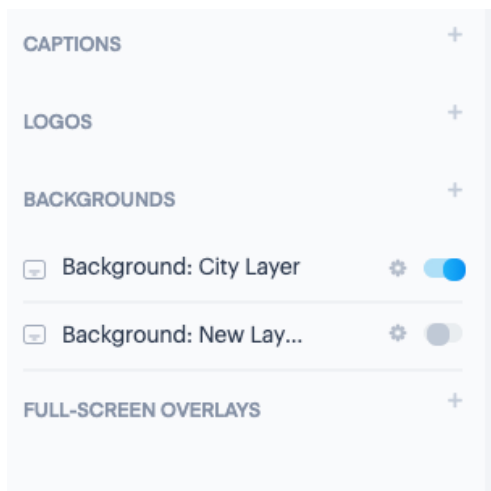 CAPTIONS
LOGOS
BACKGROUNDS
Background: City Layer
Background: New Lay...
FULL-SCREEN OVERLAYS